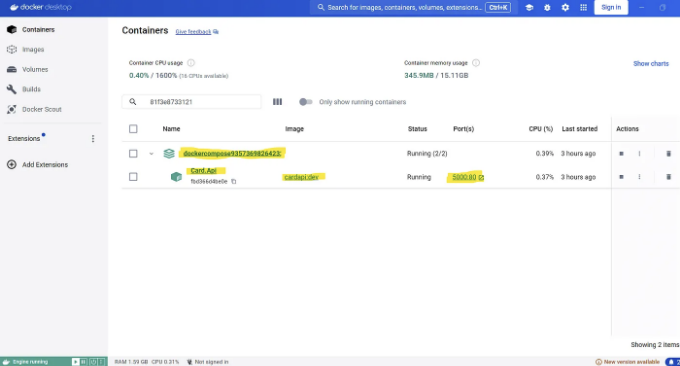 docker desktop
Search for images, containers, volumes, extensions... Ctrl+K
Sign in
Containers
Images
Volumes
Builds
Docker Scout
Extensions
Add Extensions
Containers Give feedback
Container CPU usage
0.40% / 1600% (16 CPUs available)
Container memory usage
345.9MB / 15.11GB
Show charts
81f3e8733121
Only show running containers
Name Image Status Port(s) CPU (%) Last started Actions
dockercompose9357369826423 Running (2/2) 0.39% 3 hours ago
Card.Api cardapi:dev Running 5800:80 0.37% 3 hours ago
fbd366d4be0e
Showing 2 items
Engine running
RAM 1.59 GB CPU 0.31% Not signed in
New version available